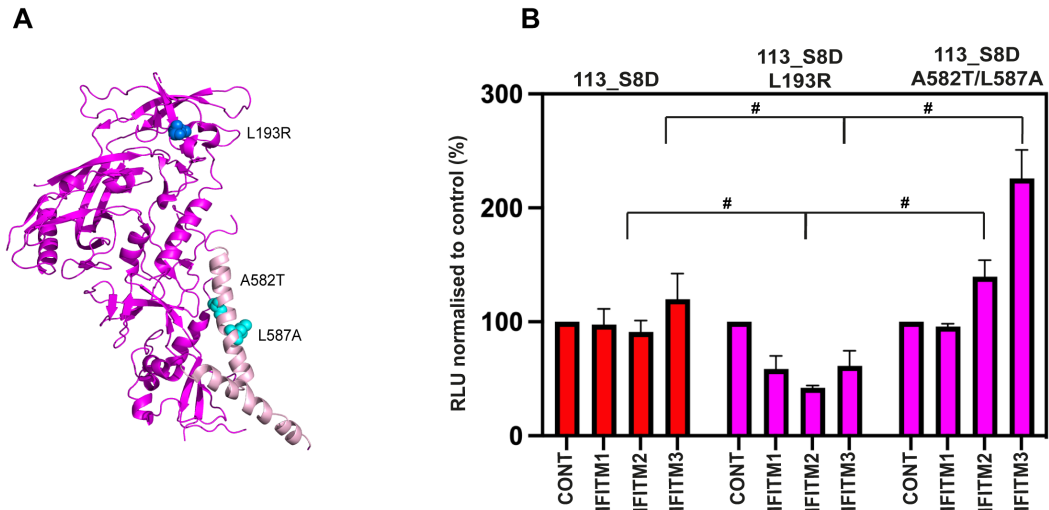 A
L193R
A582T
L587A
B
113_S8D
113_S8D
L193R
113_S8D
A582T/L587A
RLU normalised to control (%)
300
200
100
0
#
#
#
#
CONT
IFITM1
IFITM2
IFITM3
CONT
IFITM1
IFITM2
IFITM3
CONT
IFITM1
IFITM2
IFITM3